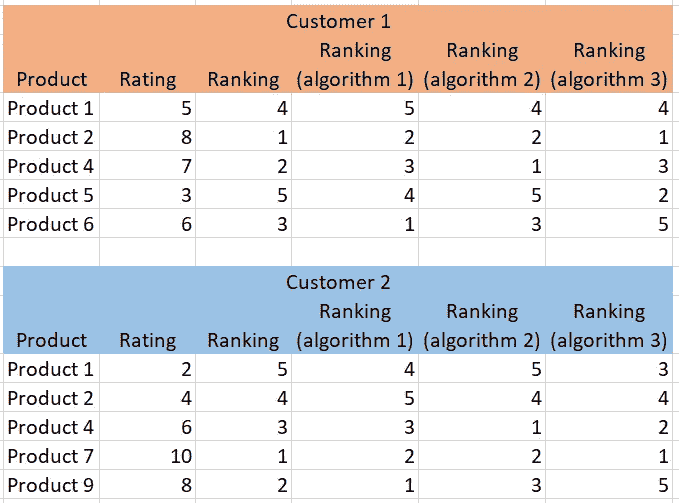 Customer 1
Ranking Ranking Ranking
Product Rating Ranking (algorithm 1) (algorithm 2) (algorithm 3)
Product 1 5 4 5 4 4
Product 2 8 1 2 2 1
Product 4 7 2 3 1 3
Product 5 3 5 4 5 2
Product 6 6 3 1 3 5
Customer 2
Ranking Ranking Ranking
Product Rating Ranking (algorithm 1) (algorithm 2) (algorithm 3)
Product 1 2 5 4 5 3
Product 2 4 4 5 4 4
Product 4 6 3 3 1 2
Product 7 10 1 2 2 1
Product 9 8 2 1 3 5